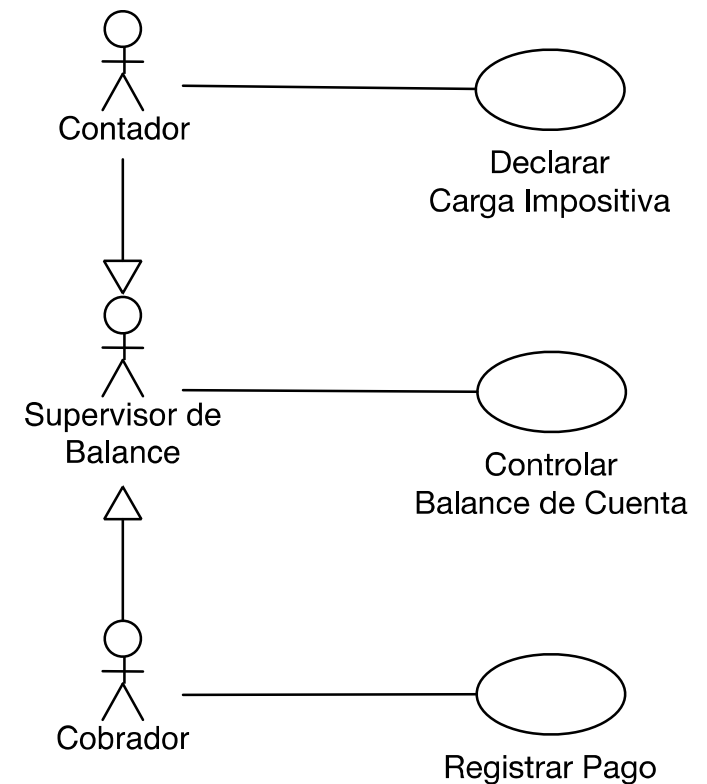 Contador
Declarar
Carga Impositiva
Supervisor de
Balance
Controlar
Balance de Cuenta
Cobrador
Registrar Pago